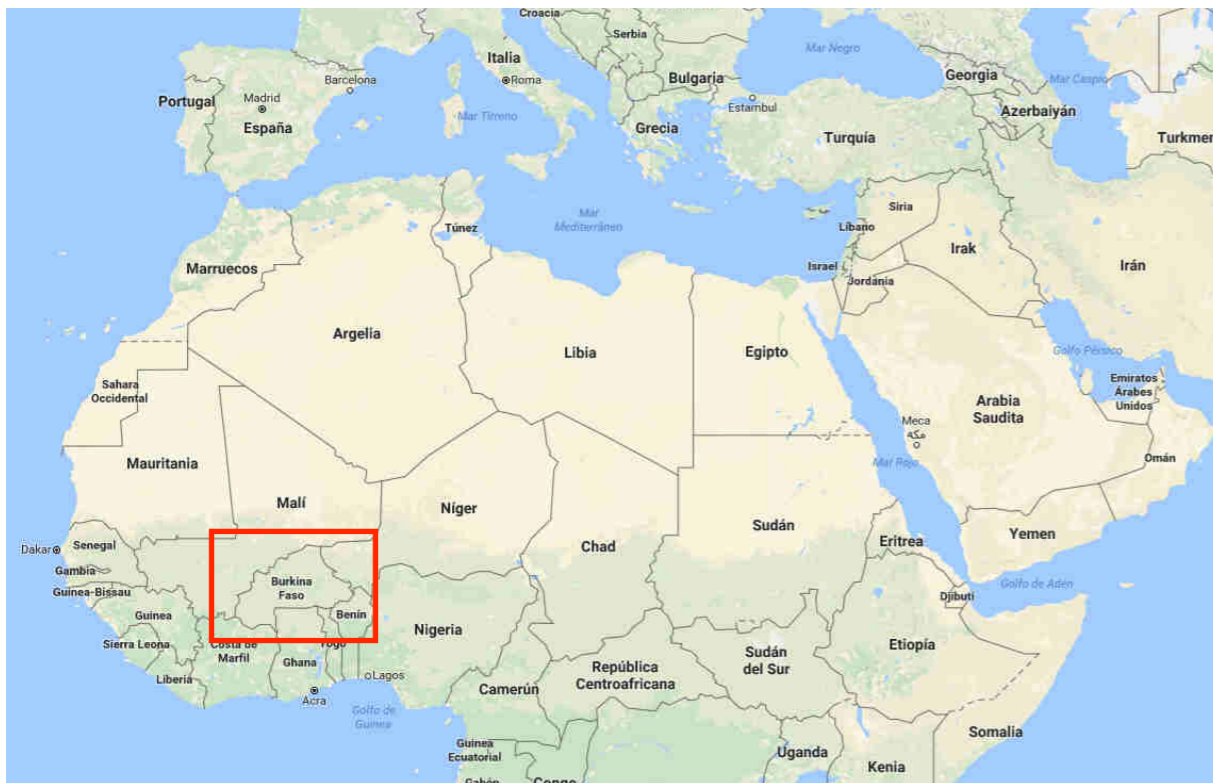 Croacia
Serbia
Italia
Roma
Mar Negro
Bulgaria
Georgia
Mar Caspio
Barcelona
Portugal
Madrid
España
Mar Tirreno
Estambul
Azerbaiyán
Grecia
Turquía
Turkmer
Mar
Mediterráneo
Siria
Túnez
Líbano
Irak
Israel
Irán
Marruecos
Jordania
Argelia
Libia
Egipto
Golfo Pérsico
Sahara
Occidental
Emiratos
Árabes
Unidos
Arabia
Saudita
Meca
مكة
Mauritania
Omán
Mar Rojo
Malí
Níger
Sudán
Yemen
Dakar
Senegal
Chad
Eritrea
Gambia
Burkina
Faso
Golfo de Adén
Guinea-Bissau
Djibuti
Guinea
Benín
Nigeria
Sierra Leona
Costa de
Marfil
Togo
Etiopía
Ghana
Sudán
del Sur
República
Centroafricana
Liberia
Lagos
Camerún
Acra
Golfo de
Guinea
Somalia
Guinea
Ecuatorial
Uganda
Kenia
Gabón
Congo